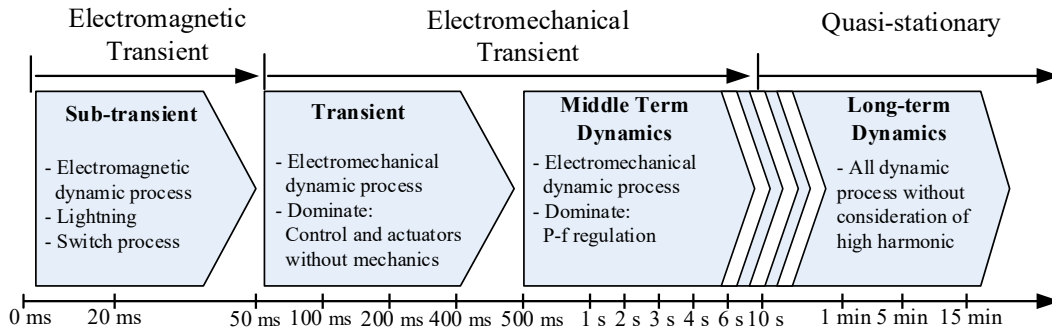 Electromagnetic
Transient
Electromechanical
Transient
Quasi-stationary
Sub-transient
- Electromagnetic
dynamic process
- Lightning
- Switch process
Transient
- Electromechanical
dynamic process
- Dominate:
Control and actuators
without mechanics
Middle Term
Dynamics
- Electromechanical
dynamic process
- Dominate:
P-f regulation
Long-term
Dynamics
- All dynamic
process without
consideration of
high harmonic
0 ms 20 ms 50 ms 100 ms 200 ms 400 ms 500 ms 1 s 2 s 3 s 4 s 6 s 10 s 1 min 5 min 15 min